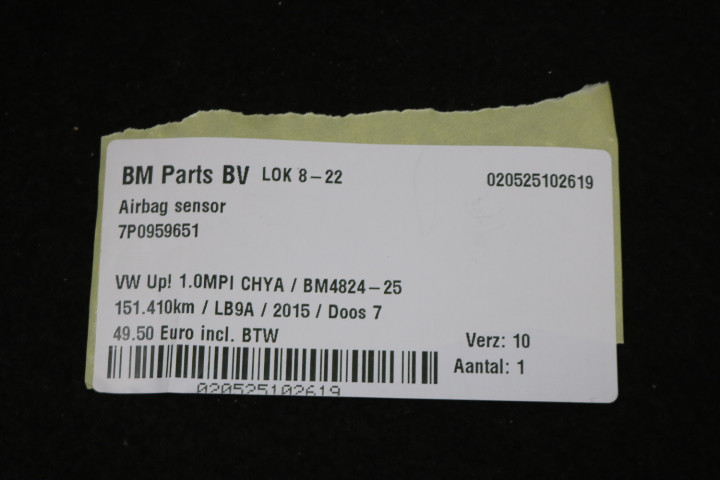 BM Parts BV LOK 8-22 020525102619
Airbag sensor
7P0959651
VW Up! 1.0MPI CHYA / BM4824-25
151.410km / LB9A / 2015 / Doos 7
49.50 Euro incl. BTW Verz: 10
Aantal: 1
020525102619